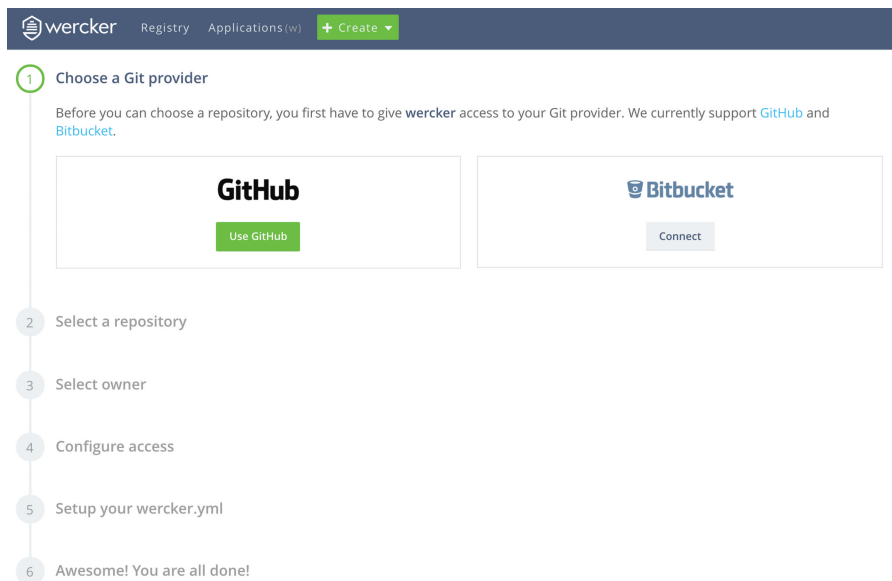 wercker Registry Applications (w) + Create
1 Choose a Git provider
Before you can choose a repository, you first have to give wercker access to your Git provider. We currently support GitHub and
Bitbucket.
GitHub Bitbucket
Use GitHub Connect
2 Select a repository
3 Select owner
4 Configure access
5 Setup your wercker.yml
6 Awesome! You are all done!